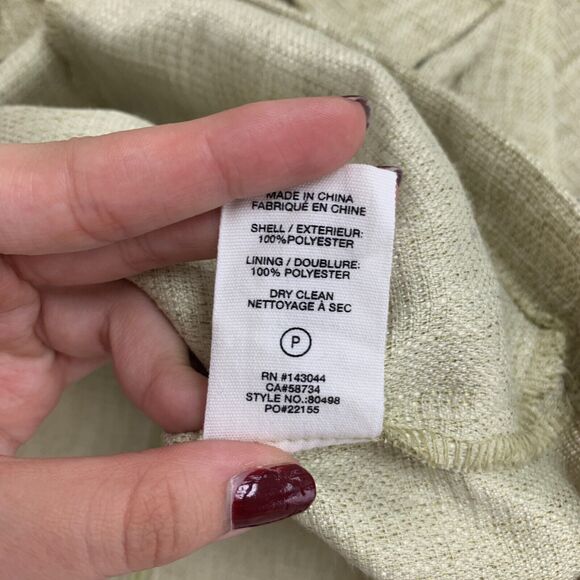 MADE IN CHINA
FABRIQUÉ EN CHINE
SHELL / EXTERIEUR:
100%POLYESTER
LINING / DOUBLURE:
100% POLYESTER
DRY CLEAN
NETTOYAGE À SEC
P
RN #143044
CA#58734
STYLE NO.:80498
PO#22155